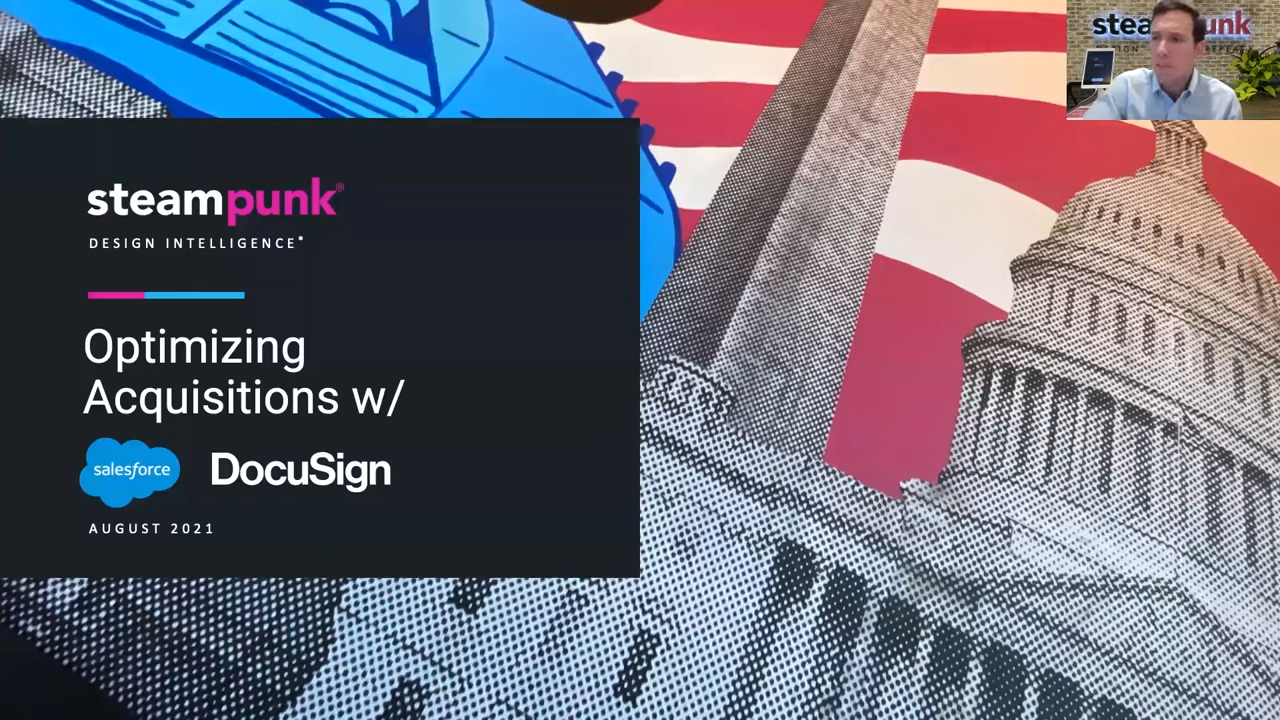 steampunk®
DESIGN INTELLIGENCE
Optimizing
Acquisitions w/
salesforce DocuSign
AUGUST 2021